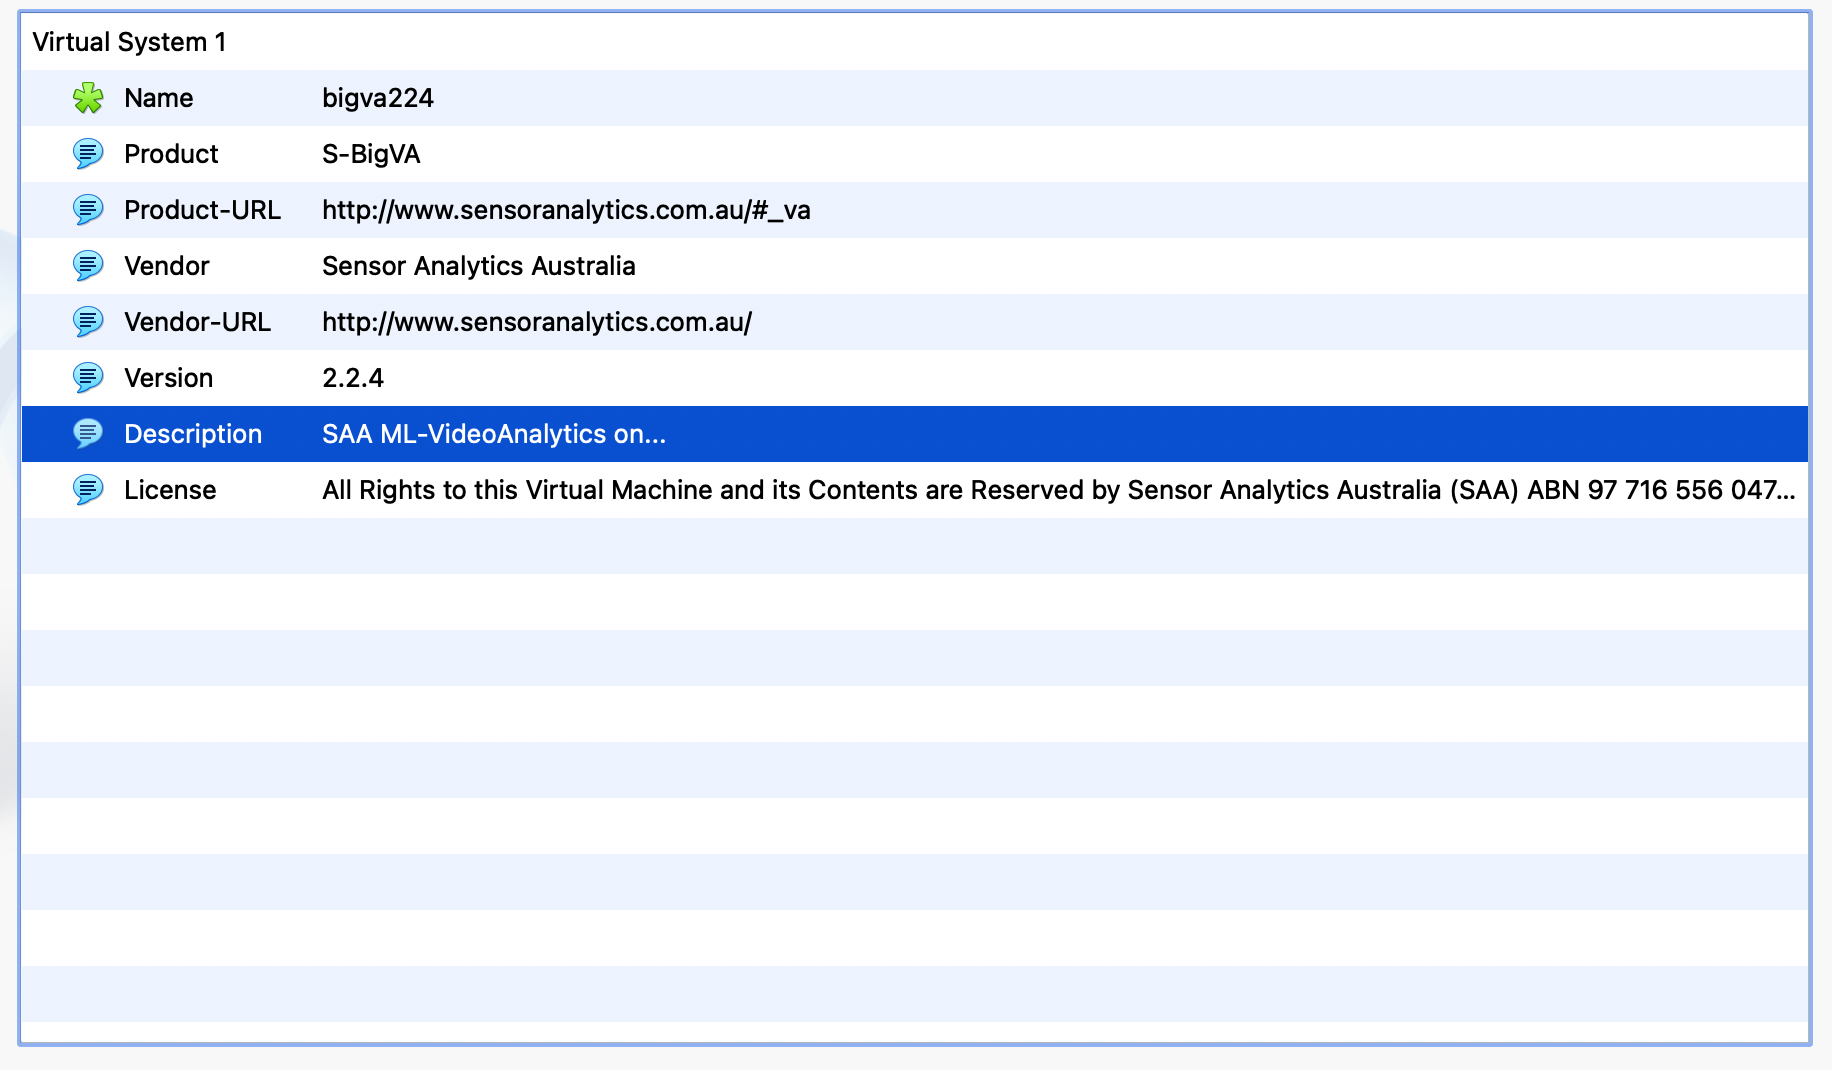 Virtual System 1
Name bigva224
Product S-BigVA
Product-URL http://www.sensoranalytics.com.au/#_va
Vendor Sensor Analytics Australia
Vendor-URL http://www.sensoranalytics.com.au/
Version 2.2.4
Description SAA ML-VideoAnalytics on...
License All Rights to this Virtual Machine and its Contents are Reserved by Sensor Analytics Australia (SAA) ABN 97 716 556 047...